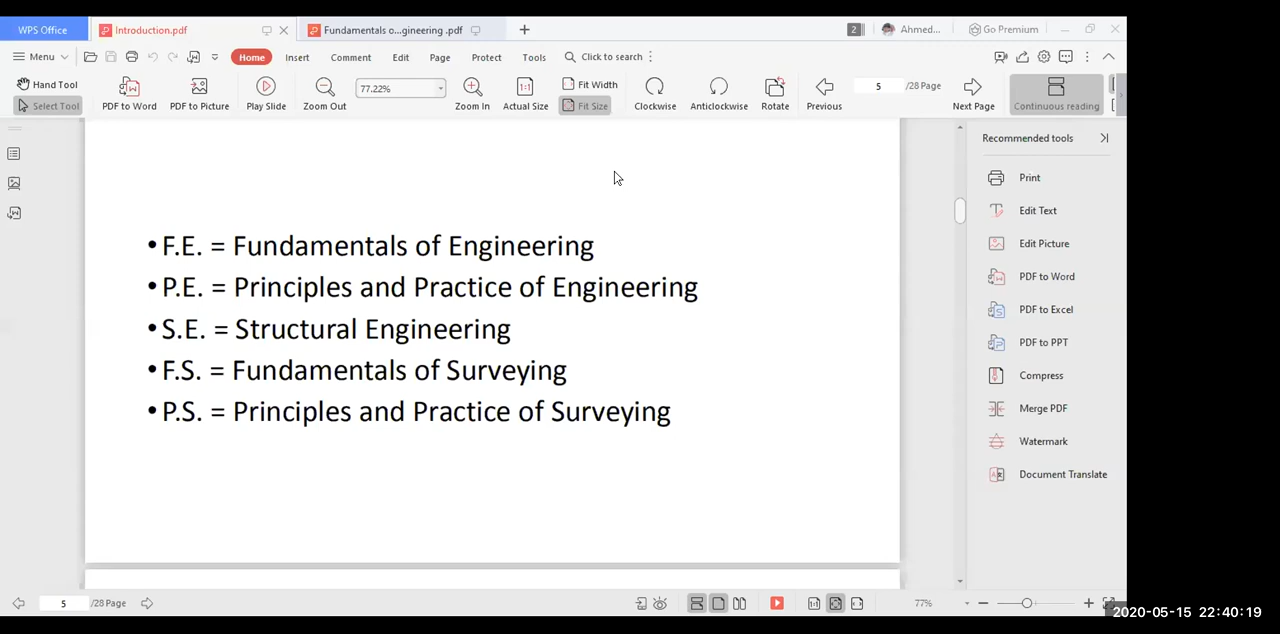 WPS Office
Introduction.pdf
Fundamentals o...gineering .pdf
2
Ahmed...
Go Premium
Menu
Home
Insert
Comment
Edit
Page
Protect
Tools
Click to search
Hand Tool
Select Tool
PDF to Word
PDF to Picture
Play Slide
Zoom Out
77.22%
Zoom In
Actual Size
Fit Width
Fit Size
Clockwise
Anticlockwise
Rotate
Previous
5 /28 Page
Next Page
Continuous reading
• F.E. = Fundamentals of Engineering
• P.E. = Principles and Practice of Engineering
• S.E. = Structural Engineering
• F.S. = Fundamentals of Surveying
• P.S. = Principles and Practice of Surveying
Recommended tools
Print
Edit Text
Edit Picture
PDF to Word
PDF to Excel
PDF to PPT
Compress
Merge PDF
Watermark
Document Translate
5 /28 Page
77%
2020-05-15 22:40:19